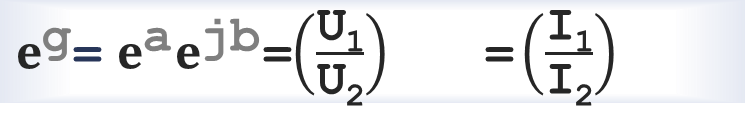 e^g = e^a e^jb = (U₁/U₂) = (I₁/I₂)